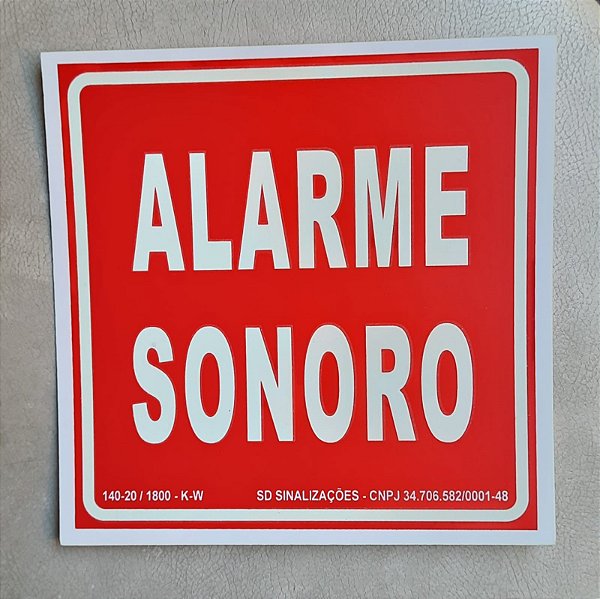 ALARME
SONORO
140-20 / 1800 - K-W SD SINALIZAÇÕES - CNPJ 34.706.582/0001-48